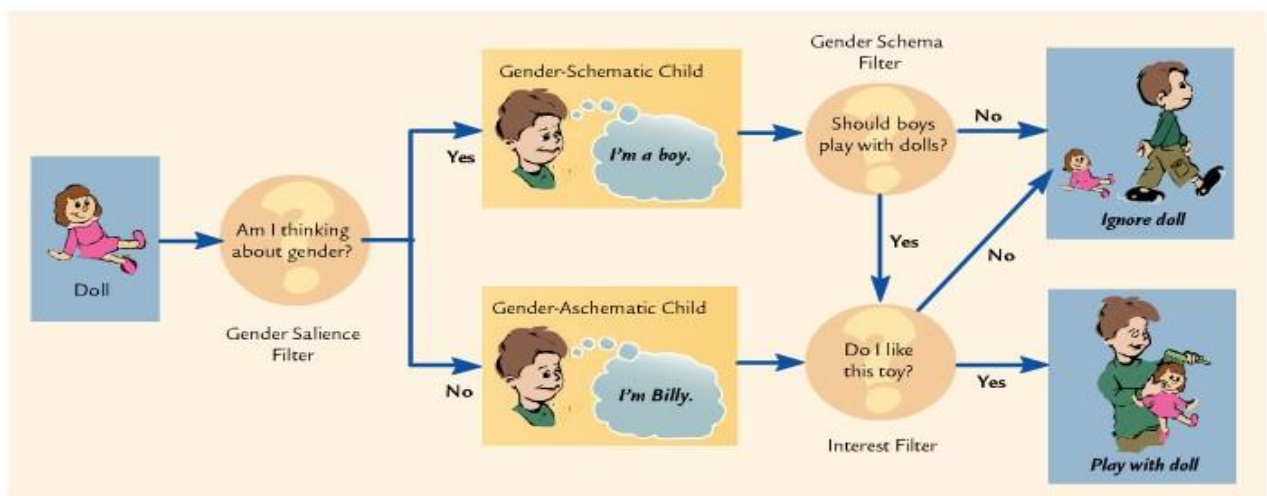 Doll
Am I thinking
about gender?
Gender Salience
Filter
Yes
No
Gender-Schematic Child
I'm a boy.
Gender-Aschematic Child
I'm Billy.
Gender Schema
Filter
Should boys
play with dolls?
No
Yes
Do I like
this toy?
Interest Filter
No
Yes
Ignore doll
Play with doll